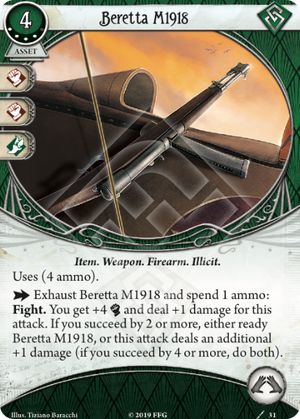 Beretta M1918
4
ASSET
Item. Weapon. Firearm. Illicit.
Uses (4 ammo).
Exhaust Beretta M1918 and spend 1 ammo:
Fight. You get +4 and deal +1 damage for this
attack. If you succeed by 2 or more, either ready
Beretta M1918, or this attack deals an additional
+1 damage (if you succeed by 4 or more, do both).
Illus. Tiziano Baracchi
© 2019 FFG
31